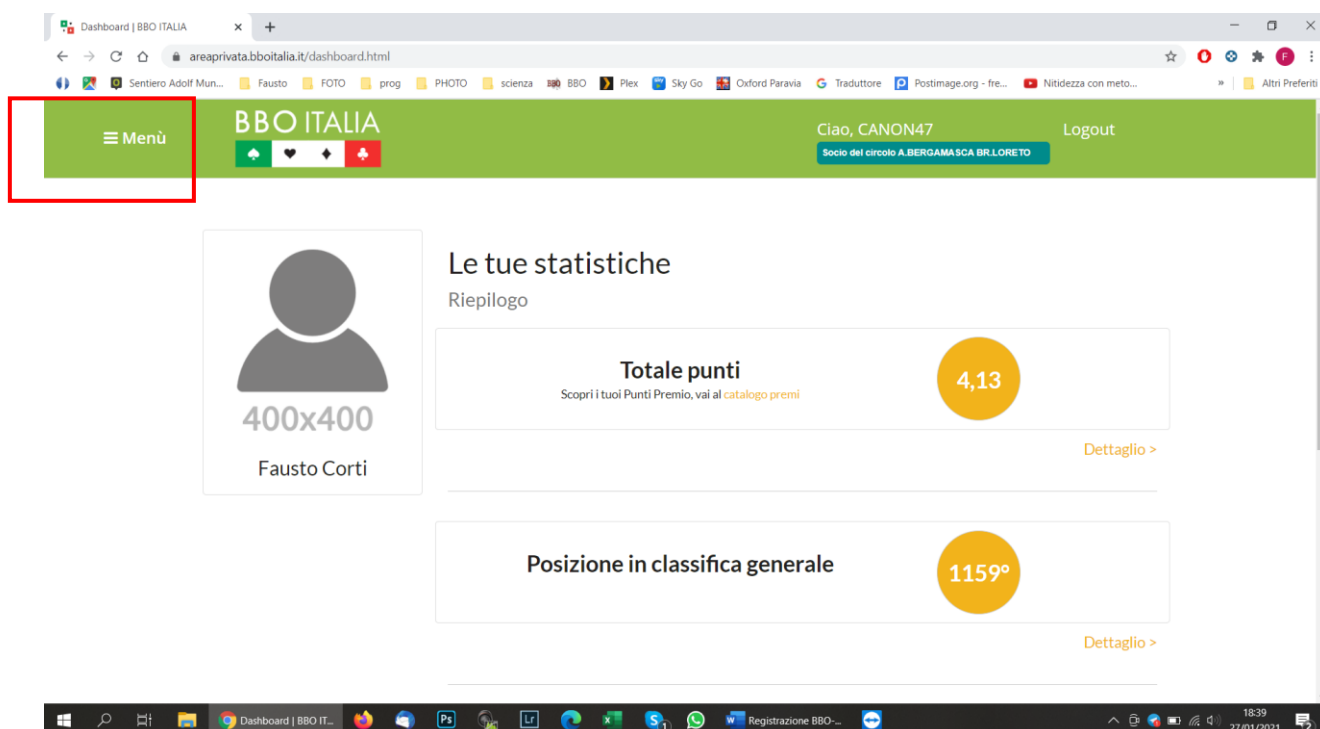 Dashboard | BBO ITALIA
areaprivata.bboitalia.it/dashboard.html
Sentiero Adolf Mun... Fausto FOTO prog PHOTO scienza BBO Plex Sky Go Oxford Paravia Traduttore Postimage.org - fre... Nitidezza con meto... » Altri Preferiti
Menù
BBO ITALIA
Ciao, CANON47
Logout
Socio del circolo A.BERGAMASCA BR.LORETO
400x400
Fausto Corti
Le tue statistiche
Riepilogo
Totale punti
Scopri i tuoi Punti Premio, vai al catalogo premi
4,13
Dettaglio >
Posizione in classifica generale
1159°
Dettaglio >
Dashboard | BBO IT... Registrazione BBO-...
18:39
27/01/2021